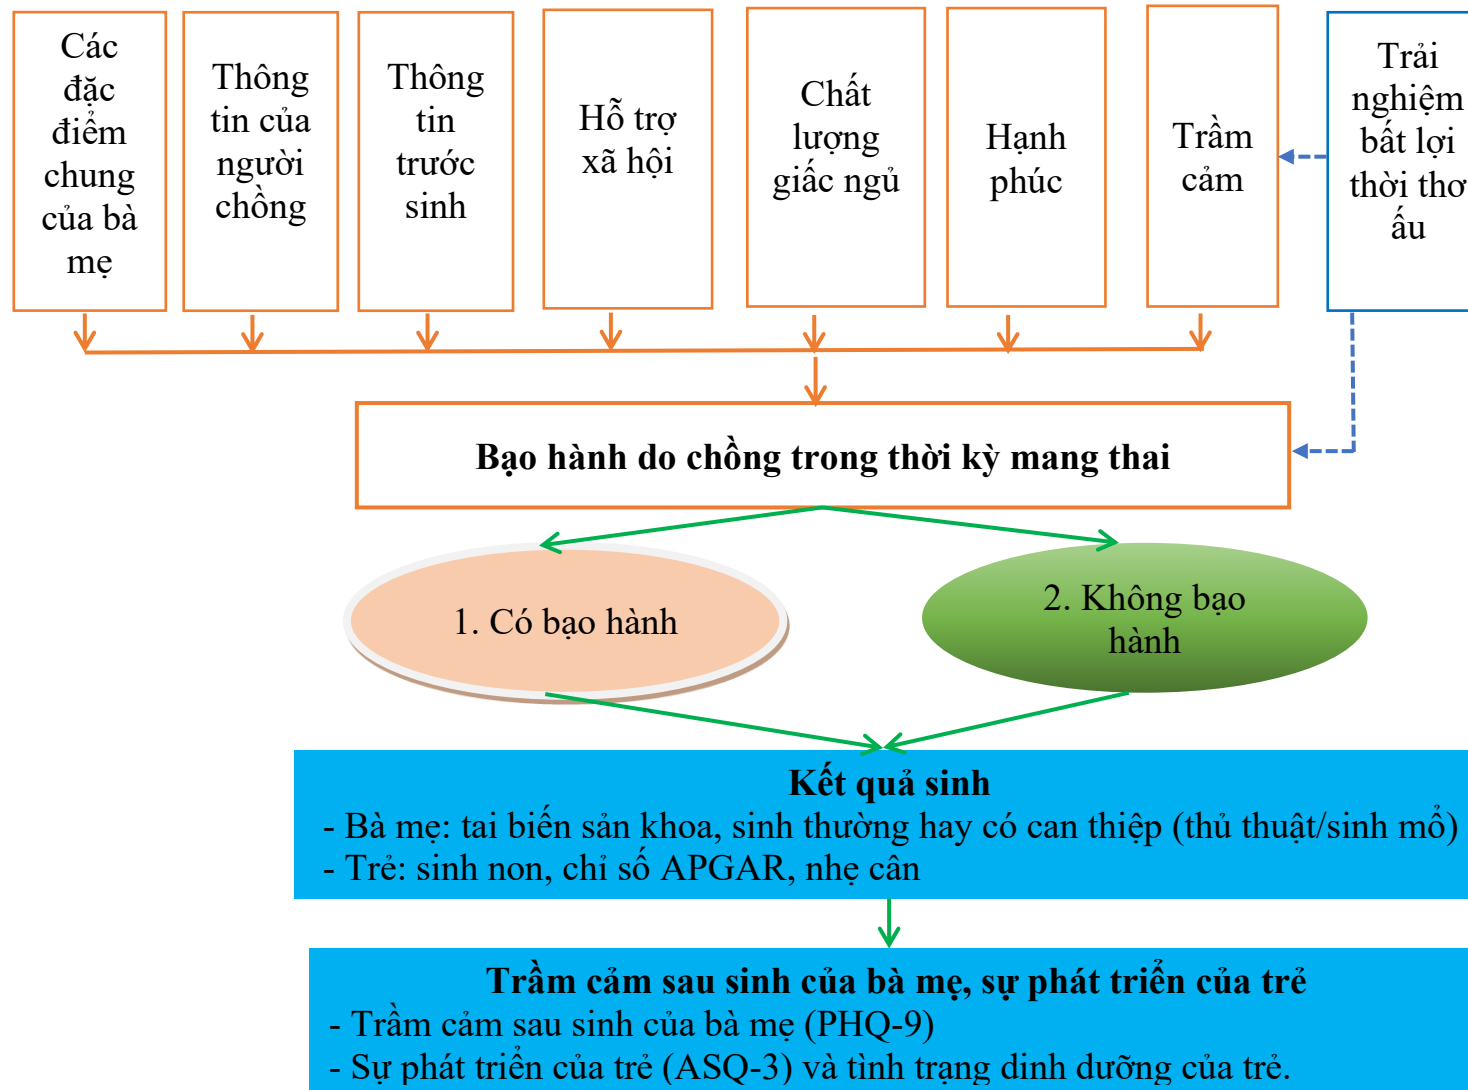 Các
đặc
điểm
chung
của bà
mẹ
Thông
tin của
người
chồng
Thông
tin
trước
sinh
Hỗ trợ
xã hội
Chất
lượng
giấc ngủ
Hạnh
phúc
Trầm
cảm
Trải
nghiệm
bất lợi
thời thơ
ấu
Bạo hành do chồng trong thời kỳ mang thai
1. Có bạo hành
2. Không bạo
hành
Kết quả sinh
- Bà mẹ: tai biến sản khoa, sinh thường hay có can thiệp (thủ thuật/sinh mổ)
- Trẻ: sinh non, chỉ số APGAR, nhẹ cân
Trầm cảm sau sinh của bà mẹ, sự phát triển của trẻ
- Trầm cảm sau sinh của bà mẹ (PHQ-9)
- Sự phát triển của trẻ (ASQ-3) và tình trạng dinh dưỡng của trẻ.